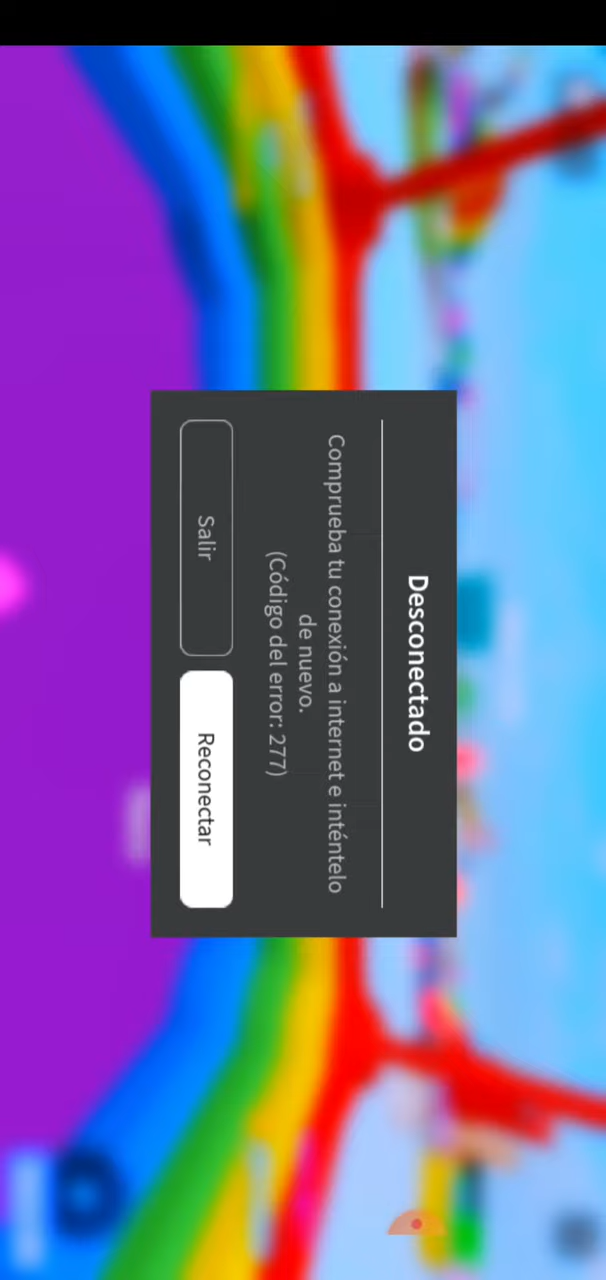 Desconectado
Comprueba tu conexión a internet e inténtelo
de nuevo.
(Código del error: 277)
Salir
Reconectar